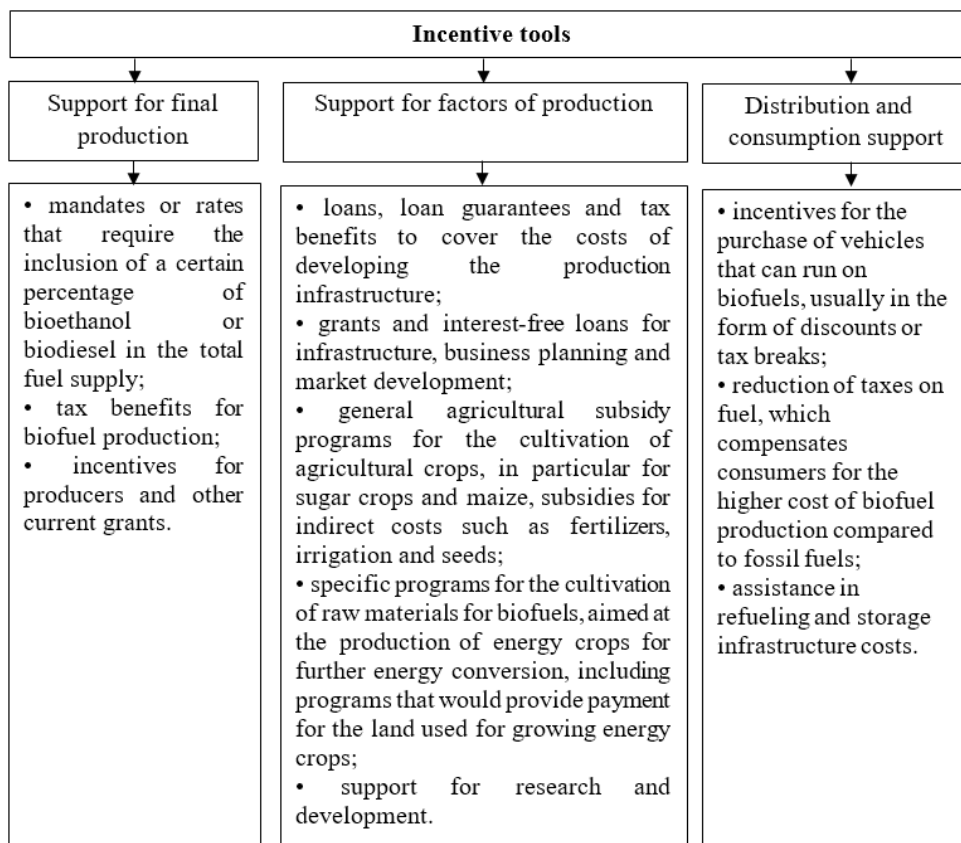 Incentive tools
Support for final
production
• mandates or rates
that require the
inclusion of a certain
percentage of
bioethanol or
biodiesel in the total
fuel supply;
• tax benefits for
biofuel production;
• incentives for
producers and other
current grants.
Support for factors of production
• loans, loan guarantees and tax
benefits to cover the costs of
developing the production
infrastructure;
• grants and interest-free loans for
infrastructure, business planning and
market development;
• general agricultural subsidy
programs for the cultivation of
agricultural crops, in particular for
sugar crops and maize, subsidies for
indirect costs such as fertilizers,
irrigation and seeds;
• specific programs for the cultivation
of raw materials for biofuels, aimed at
the production of energy crops for
further energy conversion, including
programs that would provide payment
for the land used for growing energy
crops;
• support for research and
development.
Distribution and
consumption support
• incentives for the
purchase of vehicles
that can run on
biofuels, usually in the
form of discounts or
tax breaks;
• reduction of taxes on
fuel, which
compensates
consumers for the
higher cost of biofuel
production compared
to fossil fuels;
• assistance in
refueling and storage
infrastructure costs.